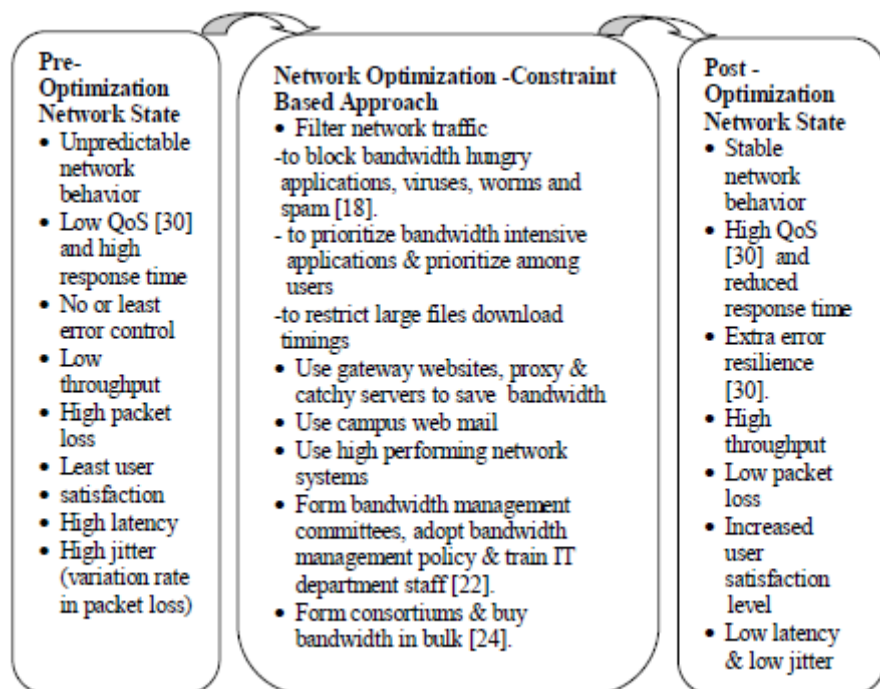 Pre-
Optimization
Network State
• Unpredictable
network
behavior
• Low QoS [30]
and high
response time
• No or least
error control
• Low
throughput
• High packet
loss
• Least user
• satisfaction
• High latency
• High jitter
(variation rate
in packet loss)
Network Optimization -Constraint
Based Approach
• Filter network traffic
-to block bandwidth hungry
applications, viruses, worms and
spam [18].
- to prioritize bandwidth intensive
applications & prioritize among
users
-to restrict large files download
timings
• Use gateway websites, proxy &
catchy servers to save bandwidth
• Use campus web mail
• Use high performing network
systems
• Form bandwidth management
committees, adopt bandwidth
management policy & train IT
department staff [22].
• Form consortiums & buy
bandwidth in bulk [24].
Post -
Optimization
Network State
• Stable
network
behavior
• High QoS
[30] and
reduced
response time
• Extra error
resilience
[30].
• High
throughput
• Low packet
loss
• Increased
user
satisfaction
level
• Low latency
& low jitter